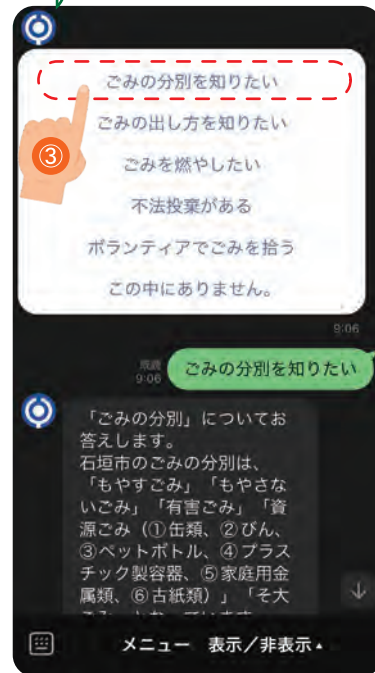 ごみの分別を知りたい
③
ごみの出し方を知りたい
ごみを燃やしたい
不法投棄がある
ボランティアでごみを拾う
この中にありません。
9:06
既読
9:06
ごみの分別を知りたい
「ごみの分別」についてお
答えします。
石垣市のごみの分別は、
「もやすごみ」「もやさな
いごみ」「有害ごみ」「資
源ごみ（①缶類、②びん、
③ペットボトル、④プラス
チック製容器、⑤家庭用金
属類、⑥古紙類）」「そ大
メニュー 表示／非表示▲